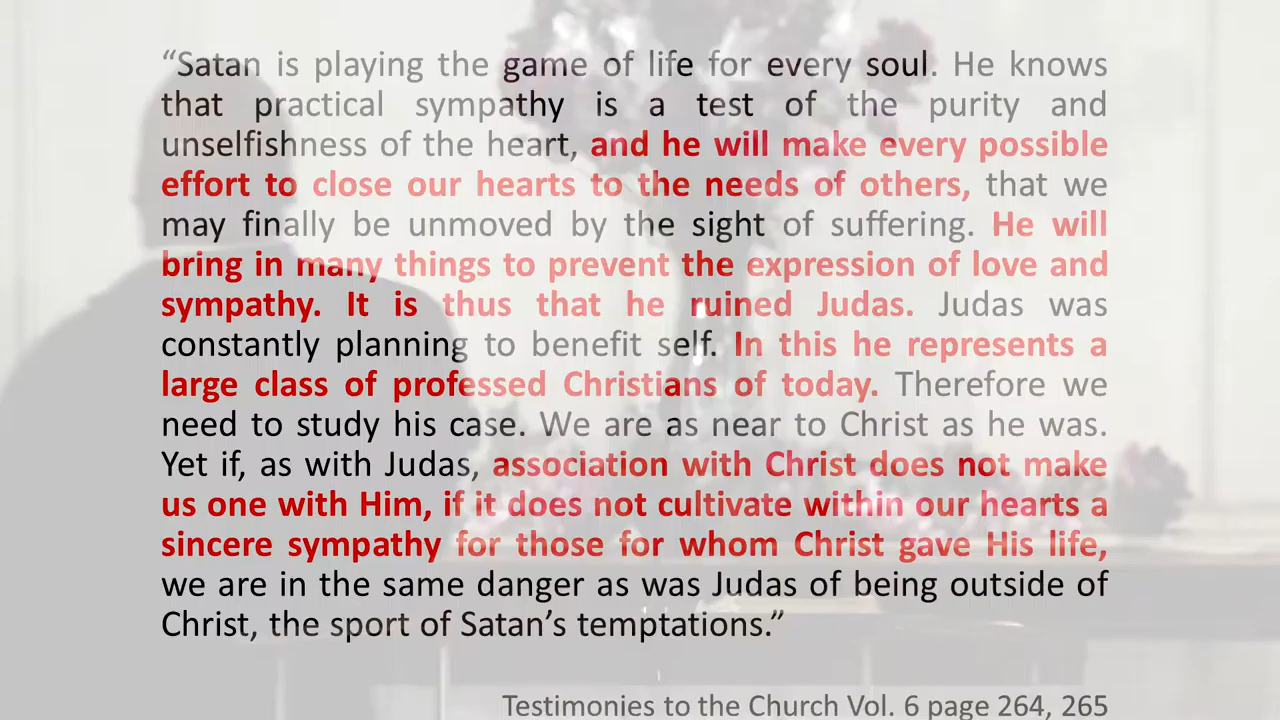 “Satan is playing the game of life for every soul. He knows
that practical sympathy is a test of the purity and
unselfishness of the heart, and he will make every possible
effort to close our hearts to the needs of others, that we
may finally be unmoved by the sight of suffering. He will
bring in many things to prevent the expression of love and
sympathy. It is thus that he ruined Judas. Judas was
constantly planning to benefit self. In this he represents a
large class of professed Christians of today. Therefore we
need to study his case. We are as near to Christ as he was.
Yet if, as with Judas, association with Christ does not make
us one with Him, if it does not cultivate within our hearts a
sincere sympathy for those for whom Christ gave His life,
we are in the same danger as was Judas of being outside of
Christ, the sport of Satan’s temptations.”
Testimonies to the Church Vol. 6 page 264, 265